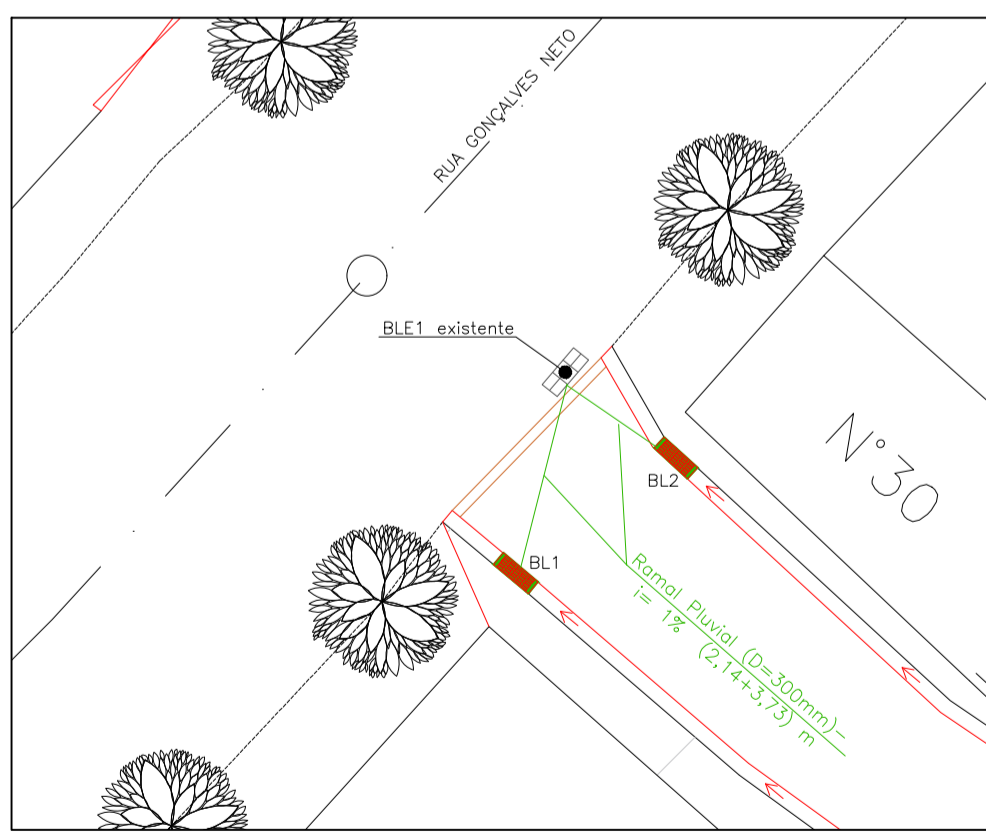 RUA GONÇALVES NETO
BLE1 existente
N°30
BL2
BL1
Ramal Pluvial (D=300mm)-
i= 1%
(2,14+3,73) m